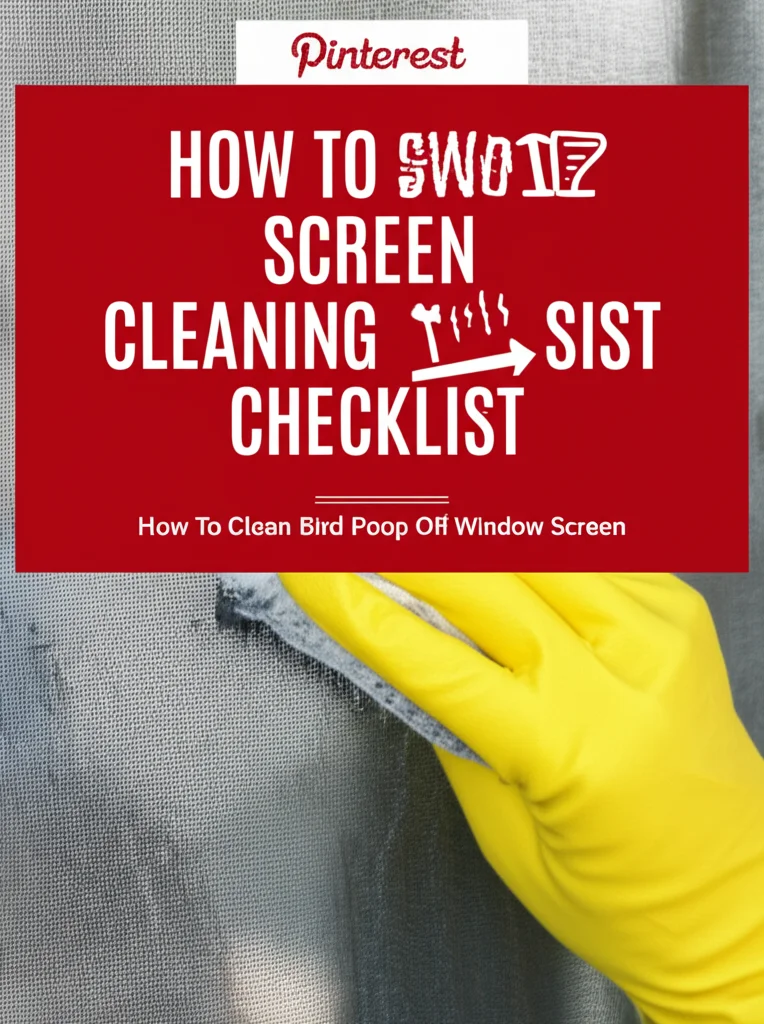 Pinterest
HOW TO
SCREEN
CLEANING SIST
CHECKLIST
How To Clean Bird Poop Off Window Screen